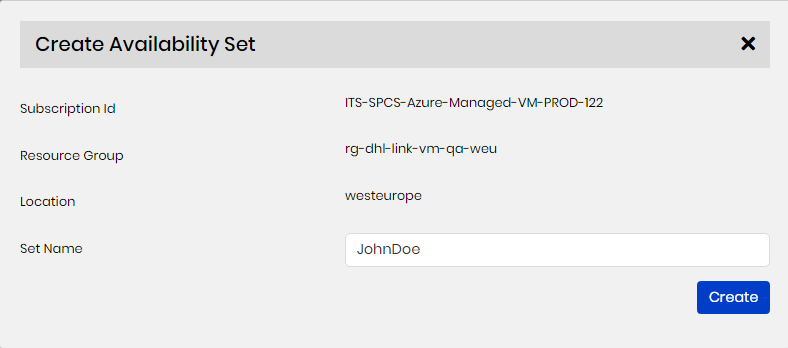 Create Availability Set
Subscription Id ITS-SPCS-Azure-Managed-VM-PROD-122
Resource Group rg-dhl-link-vm-qa-weu
Location westeurope
Set Name JohnDoe
Create